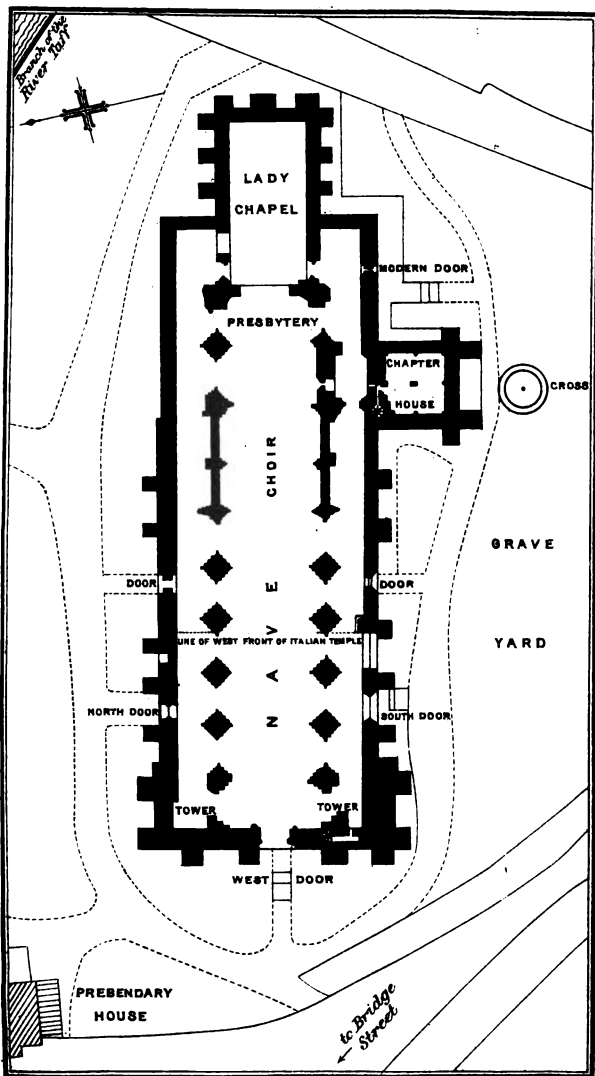 Branch of the
River Taff
LADY
CHAPEL
MODERN DOOR
PRESBYTERY
CHAPTER
HOUSE
CROSS
CHOIR
GRAVE
YARD
DOOR
DOOR
LINE OF WEST FRONT OF ITALIAN TEMPLE
NAVE
NORTH DOOR
SOUTH DOOR
TOWER
TOWER
WEST DOOR
PREBENDARY
HOUSE
to Bridge
Street